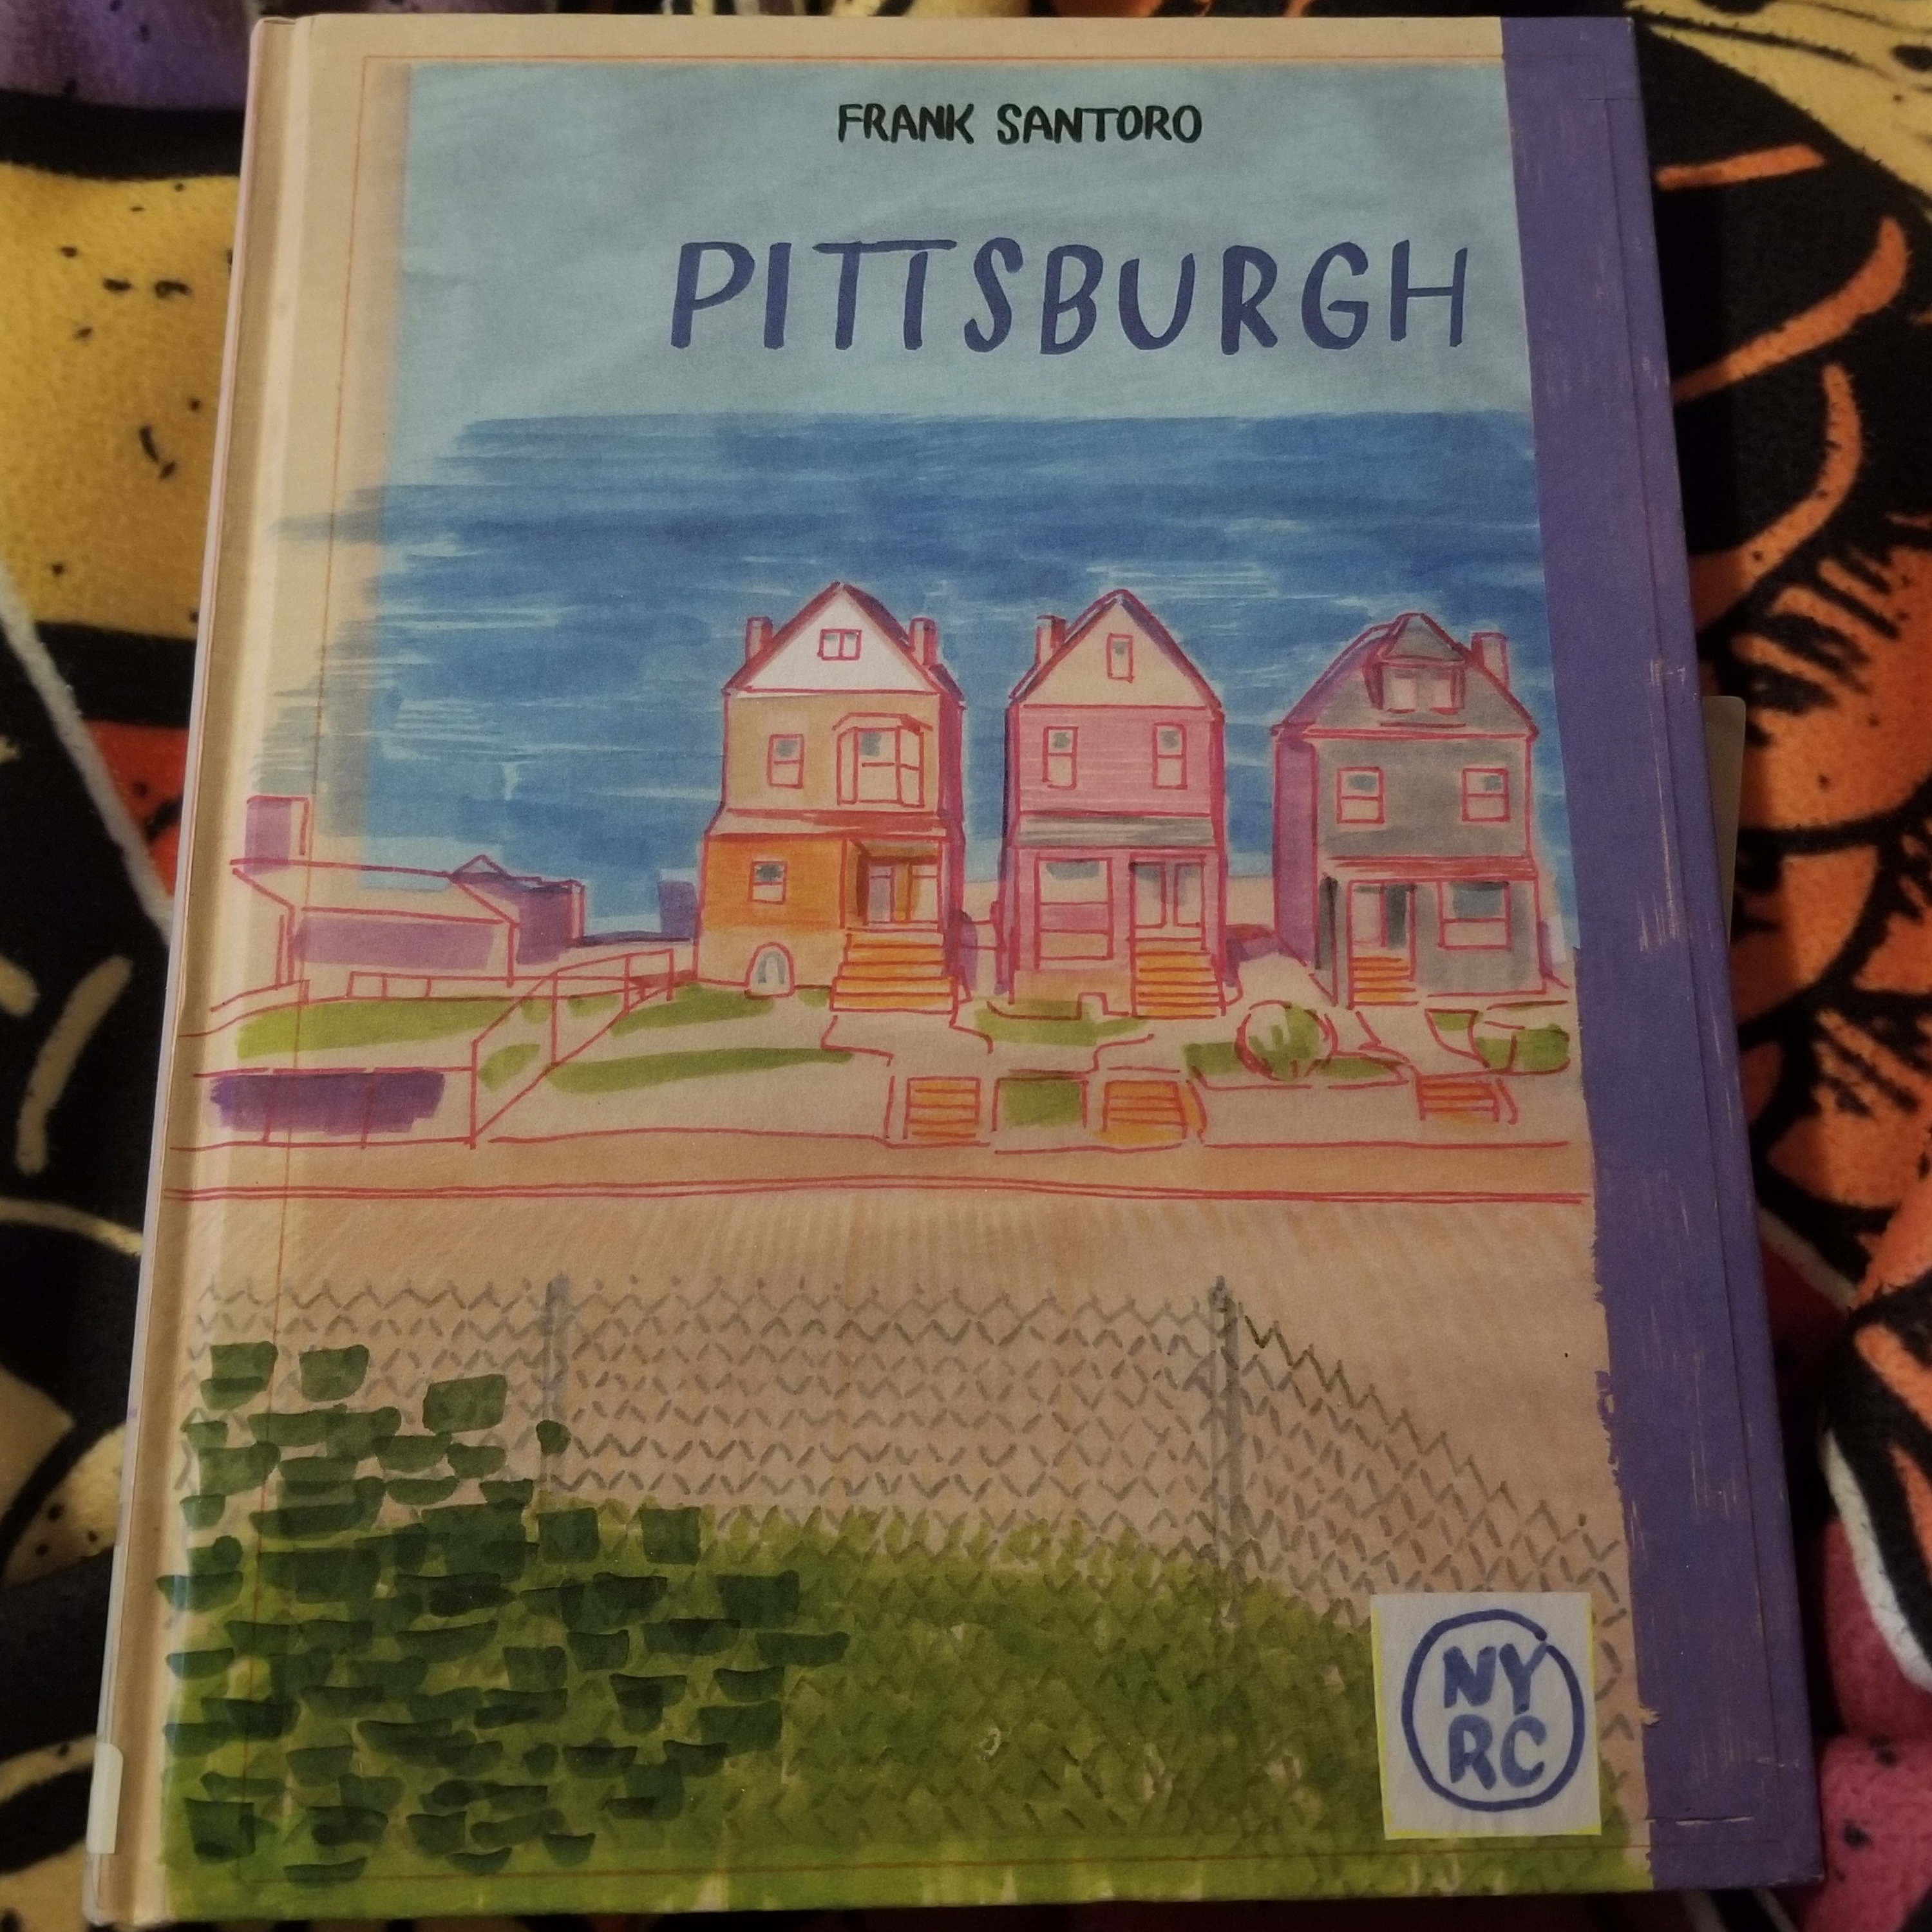 FRANK SANTORO
PITTSBURGH
NY
RC